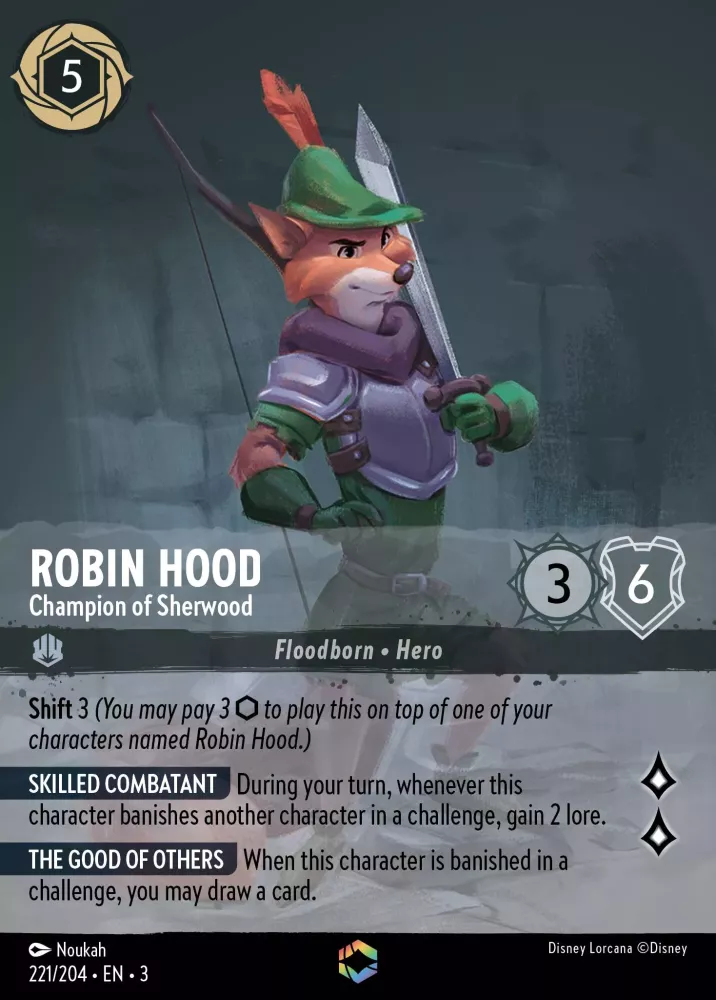 5
ROBIN HOOD
Champion of Sherwood
3
6
Floodborn • Hero
Shift 3 (You may pay 3 ⬡ to play this on top of one of your
characters named Robin Hood.)
SKILLED COMBATANT During your turn, whenever this
character banishes another character in a challenge, gain 2 lore.
THE GOOD OF OTHERS When this character is banished in a
challenge, you may draw a card.
Noukah
Disney Lorcana ©Disney
221/204 • EN • 3